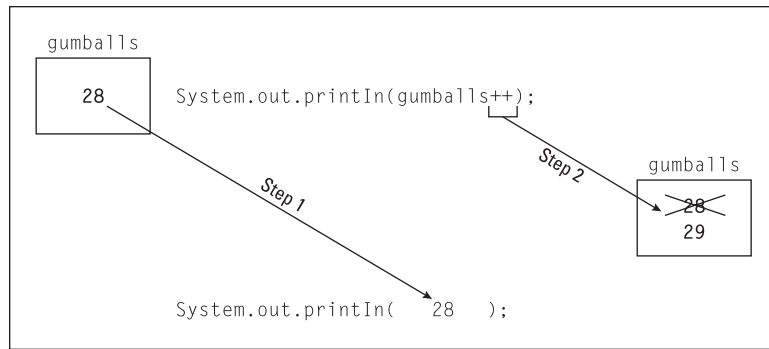 gumballs
28
System.out.printIn(gumballs++);
Step 1
Step 2
gumballs
28
29
System.out.printIn( 28 );